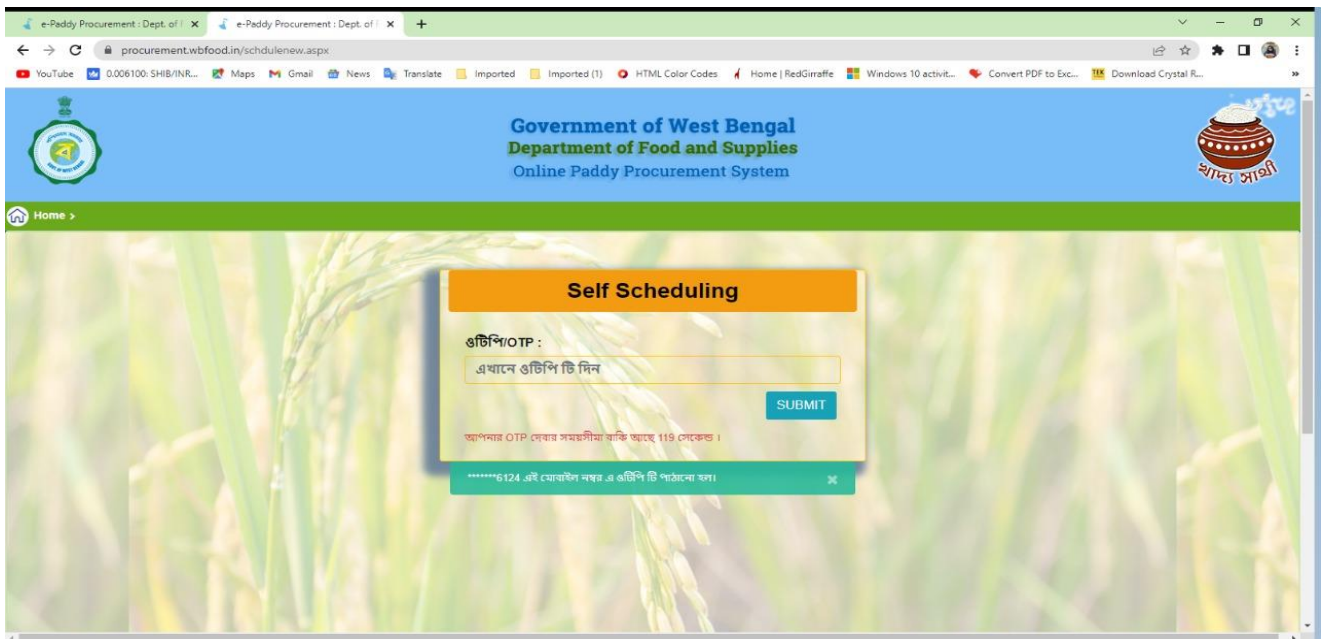 e-Paddy Procurement : Dept. of F
e-Paddy Procurement : Dept. of F
procurement.wbfood.in/schdulenew.aspx
YouTube 0.006100: SHIB/INR... Maps Gmail News Translate Imported Imported (1) HTML Color Codes Home | RedGirraffe Windows 10 activit... Convert PDF to Exc... Download Crystal R... »
Government of West Bengal
Department of Food and Supplies
Online Paddy Procurement System
খাদ্য সাথী
Home >
Self Scheduling
ওটিপি/OTP :
এখানে ওটিপি টি দিন
SUBMIT
আপনার OTP দেবার সময়সীমা বাকি আছে 119 সেকেন্ড ।
*******6124 এই মোবাইল নম্বর এ ওটিপি টি পাঠানো হল।